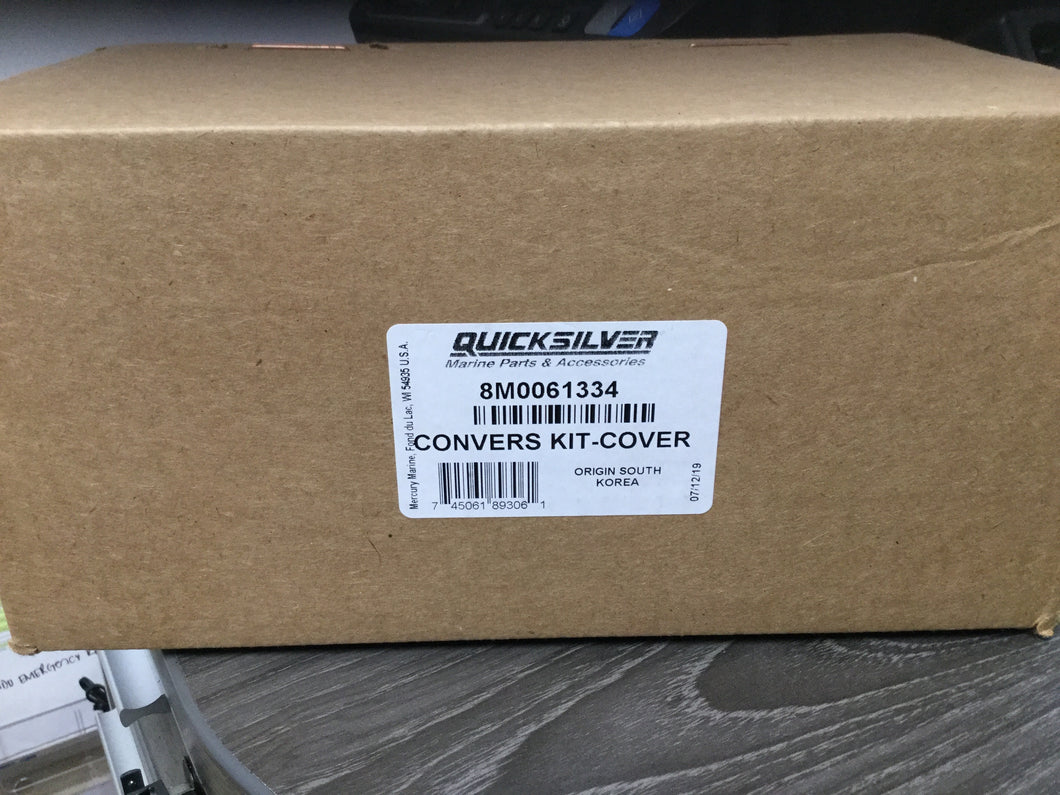 QUICKSILVER
Marine Parts & Accessories
8M0061334
CONVERS KIT-COVER
7 45061 89306 1
ORIGIN SOUTH
KOREA
07/12/19
Mercury Marine, Fond du Lac, WI 54935 U.S.A.
EMERGENCY